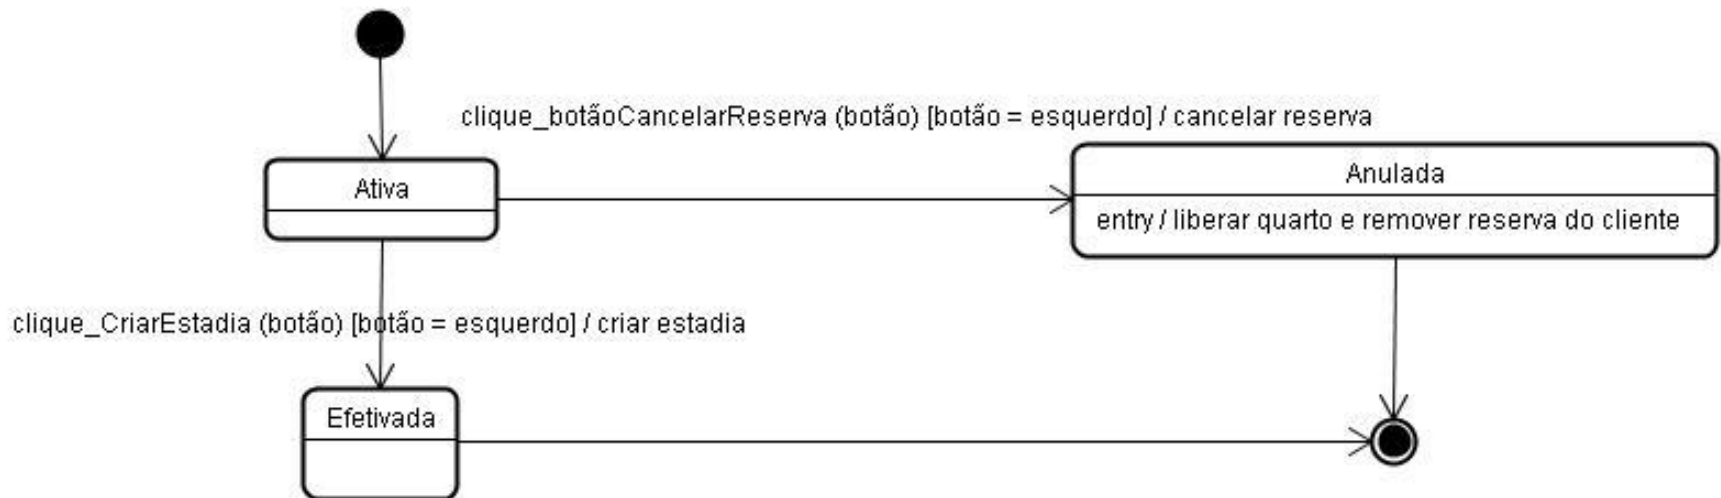 clique_botãoCancelarReserva (botão) [botão = esquerdo] / cancelar reserva
Ativa
Anulada
entry / liberar quarto e remover reserva do cliente
clique_CriarEstadia (botão) [botão = esquerdo] / criar estadia
Efetivada